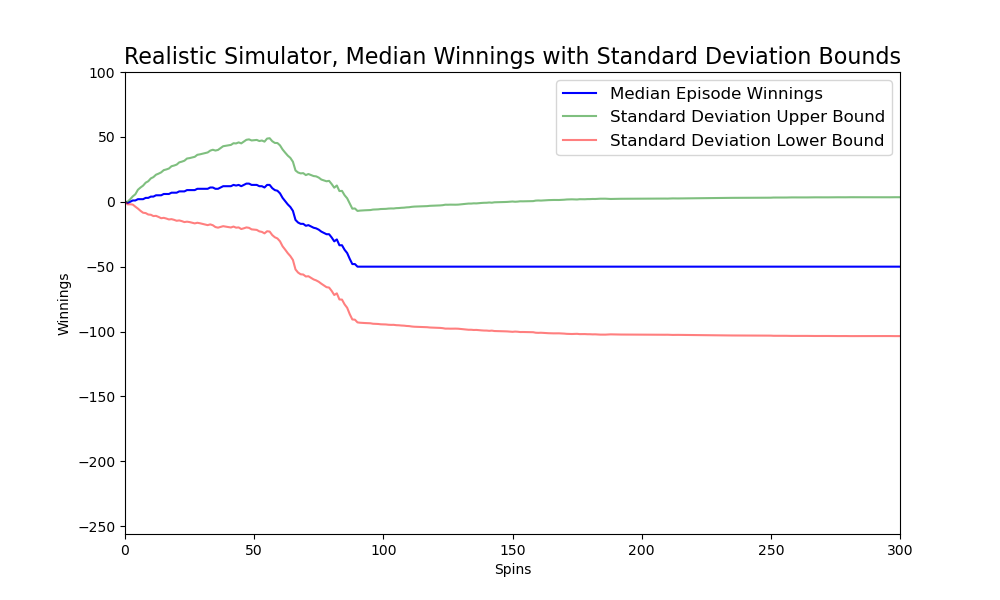 Realistic Simulator, Median Winnings with Standard Deviation Bounds
Median Episode Winnings
Standard Deviation Upper Bound
Standard Deviation Lower Bound
Winnings
100
50
0
−50
−100
−150
−200
−250
0 50 100 150 200 250 300
Spins